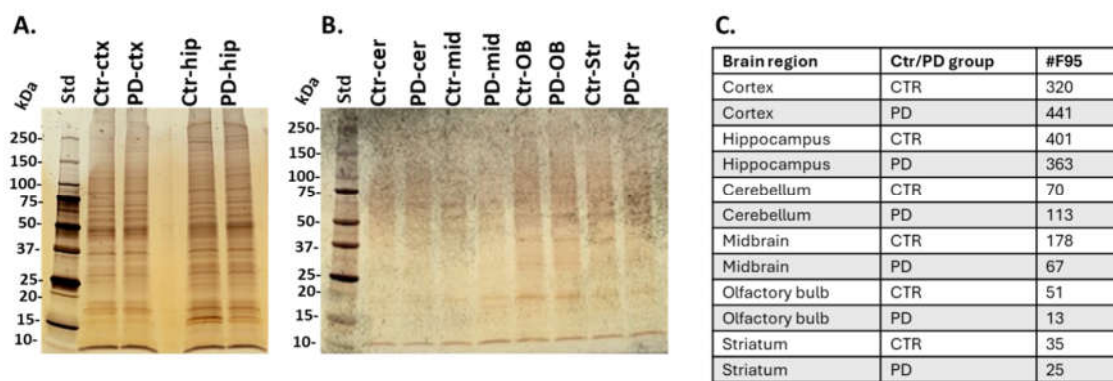 A.
kDa
Std
Ctr-ctx
PD-ctx
Ctr-hip
PD-hip
250-
150-
100-
75-
50-
37-
25-
20-
15-
10-
B.
kDa
Std
Ctr-cer
PD-cer
Ctr-mid
PD-mid
Ctr-OB
PD-OB
Ctr-Str
PD-Str
250-
150-
100-
75-
50-
37-
25-
20-
15-
10-
C.
Brain region Ctr/PD group #F95
Cortex CTR 320
Cortex PD 441
Hippocampus CTR 401
Hippocampus PD 363
Cerebellum CTR 70
Cerebellum PD 113
Midbrain CTR 178
Midbrain PD 67
Olfactory bulb CTR 51
Olfactory bulb PD 13
Striatum CTR 35
Striatum PD 25